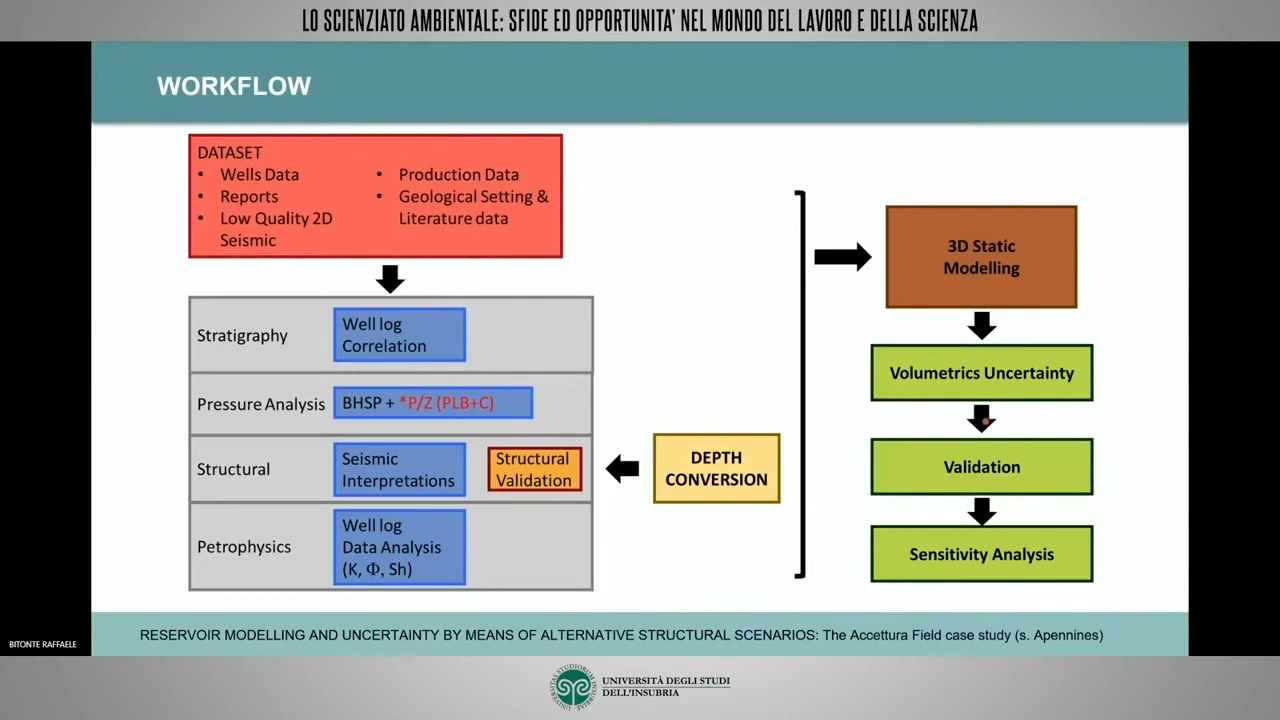 LO SCIENZIATO AMBIENTALE: SFIDE ED OPPORTUNITA' NEL MONDO DEL LAVORO E DELLA SCIENZA
WORKFLOW
DATASET
• Wells Data
• Reports
• Low Quality 2D
Seismic
• Production Data
• Geological Setting &
Literature data
Stratigraphy
Well log
Correlation
Pressure Analysis
BHSP + *P/Z (PLB+C)
Structural
Seismic
Interpretations
Structural
Validation
Petrophysics
Well log
Data Analysis
(K, Φ, Sh)
DEPTH
CONVERSION
3D Static
Modelling
Volumetrics Uncertainty
Validation
Sensitivity Analysis
RESERVOIR MODELLING AND UNCERTAINTY BY MEANS OF ALTERNATIVE STRUCTURAL SCENARIOS: The Accettura Field case study (s. Apennines)
BITONTE RAFFAELE
UNIVERSITÀ DEGLI STUDI
DELL'INSUBRIA